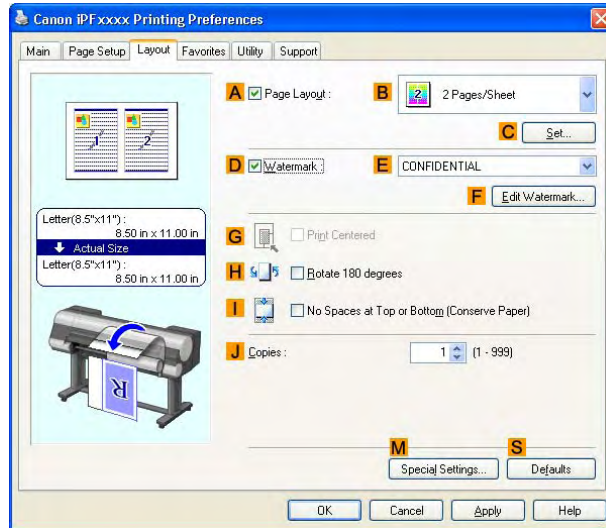 Canon iPFxxxx Printing Preferences
Main Page Setup Layout Favorites Utility Support
A Page Layout : B 2 2 Pages/Sheet
1 2
C Set...
D Watermark : E CONFIDENTIAL
F Edit Watermark...
Letter(8.5"x11") :
8.50 in x 11.00 in
Actual Size
Letter(8.5"x11") :
8.50 in x 11.00 in
G Print Centered
H Rotate 180 degrees
I No Spaces at Top or Bottom (Conserve Paper)
J Copies : 1 (1 - 999)
R
M S
Special Settings... Defaults
OK Cancel Apply Help